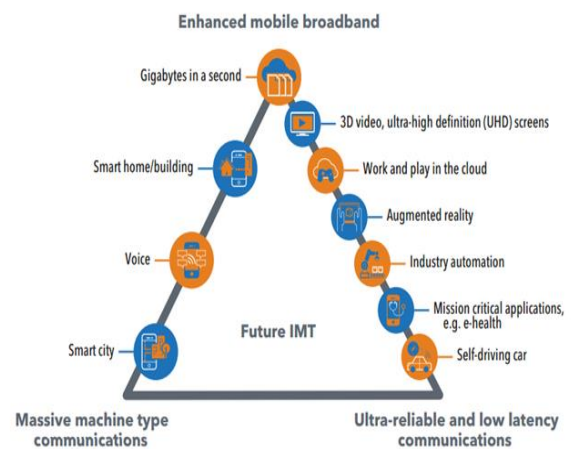 Enhanced mobile broadband
Gigabytes in a second
3D video, ultra-high definition (UHD) screens
Smart home/building
Work and play in the cloud
Augmented reality
Voice
Industry automation
Mission critical applications,
e.g. e-health
Future IMT
Smart city
Self-driving car
Massive machine type
communications
Ultra-reliable and low latency
communications